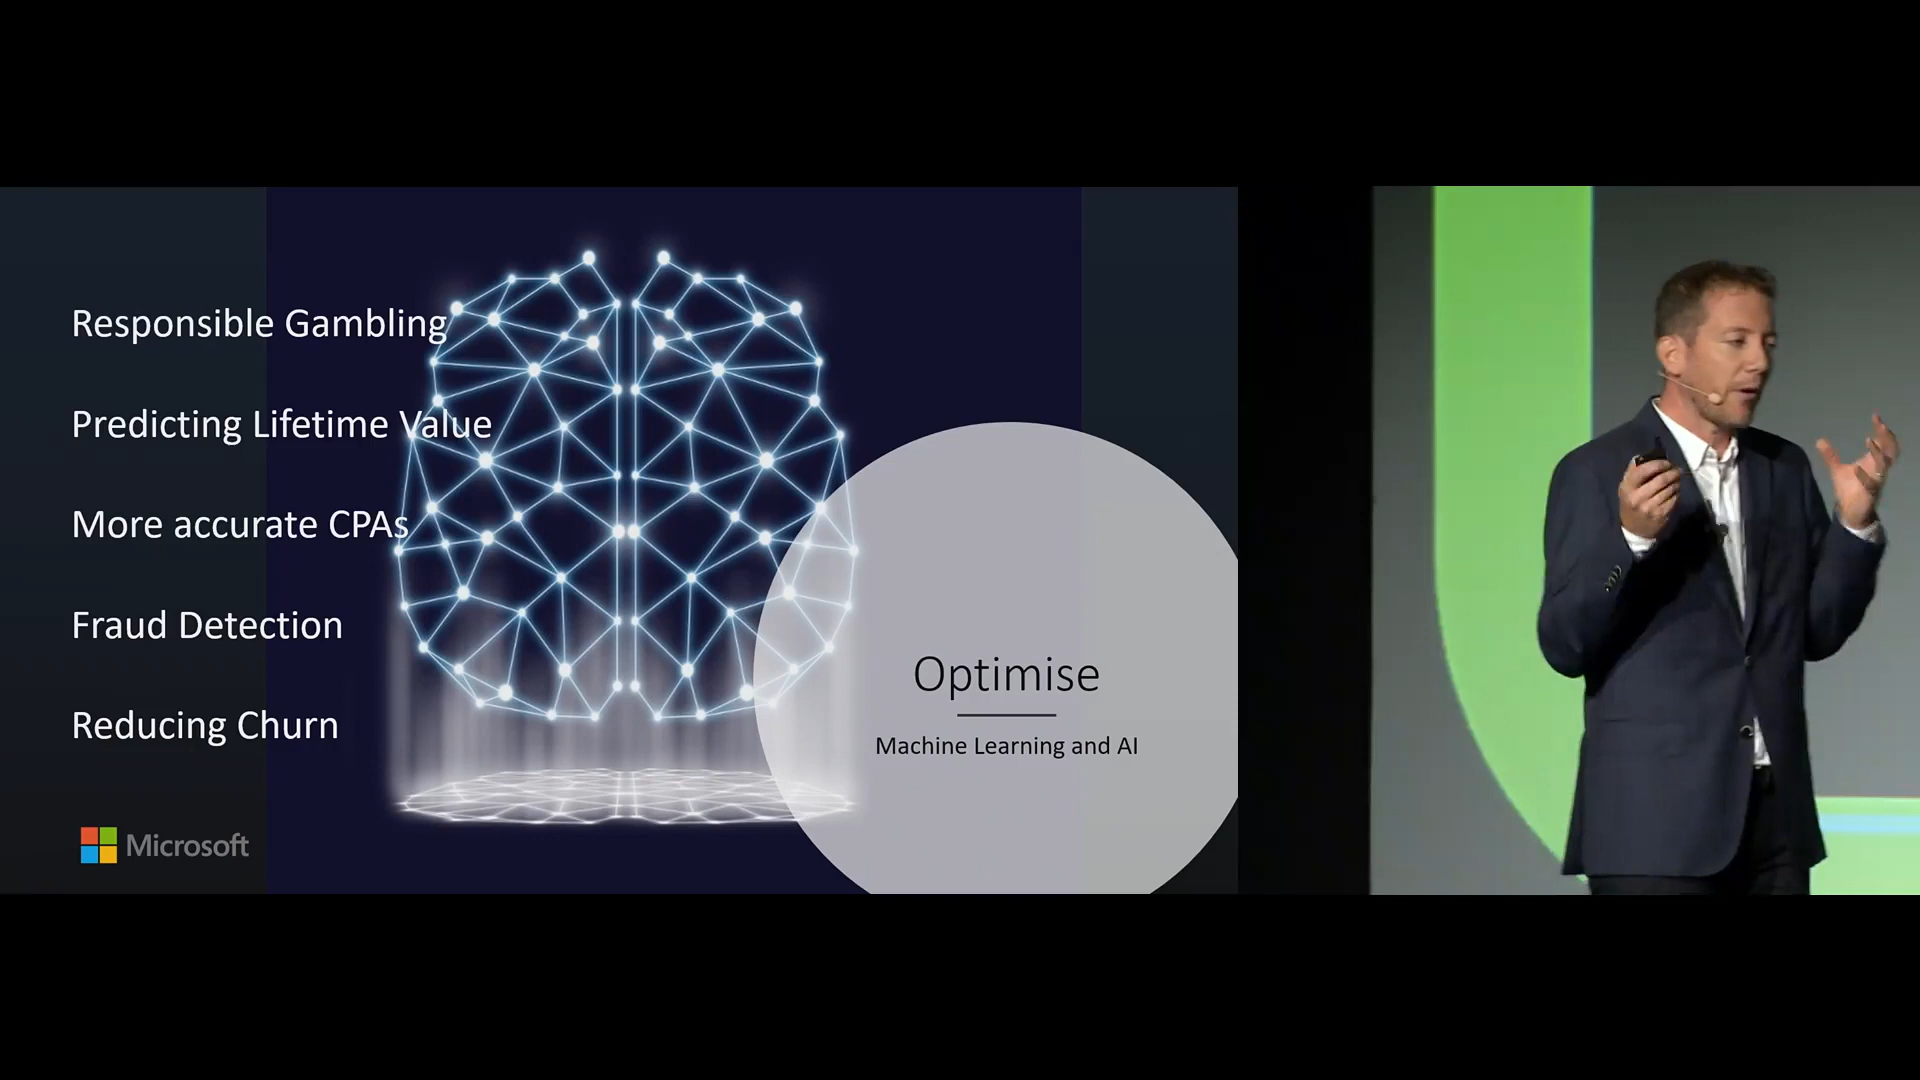 Responsible Gambling
Predicting Lifetime Value
More accurate CPAs
Fraud Detection
Reducing Churn
Microsoft
Optimise
Machine Learning and AI